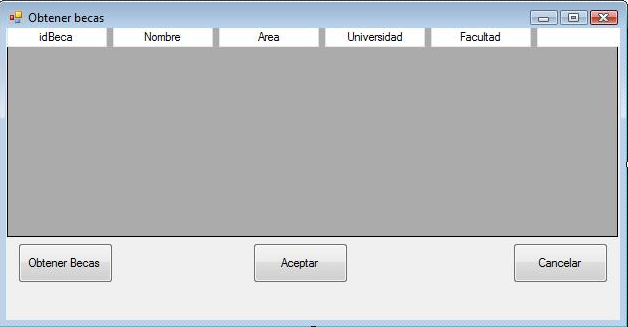 Obtener becas
idBeca Nombre Area Universidad Facultad
Obtener Becas Aceptar Cancelar